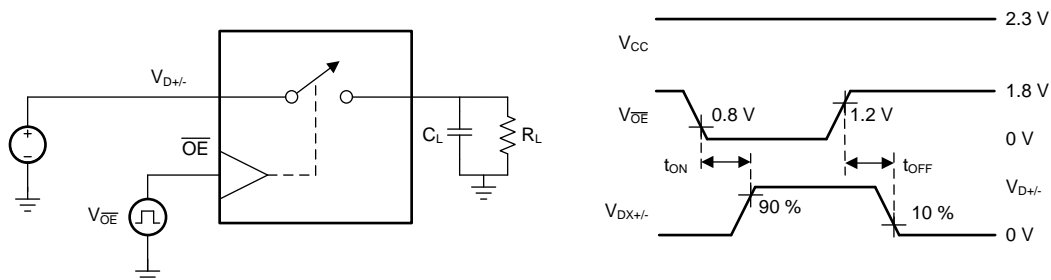 V_D+/-
OE̅
C_L
R_L
V_OE̅
+
−
2.3 V
V_CC
V_OE̅
0.8 V
1.2 V
1.8 V
0 V
t_ON
t_OFF
V_D+/-
V_DX+/-
90 %
10 %
0 V